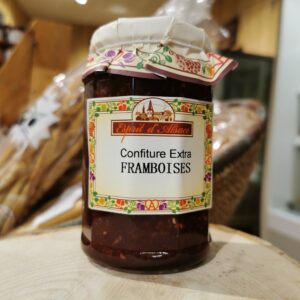 Esprit d'Alsace
Confiture Extra
FRAMBOISES
A